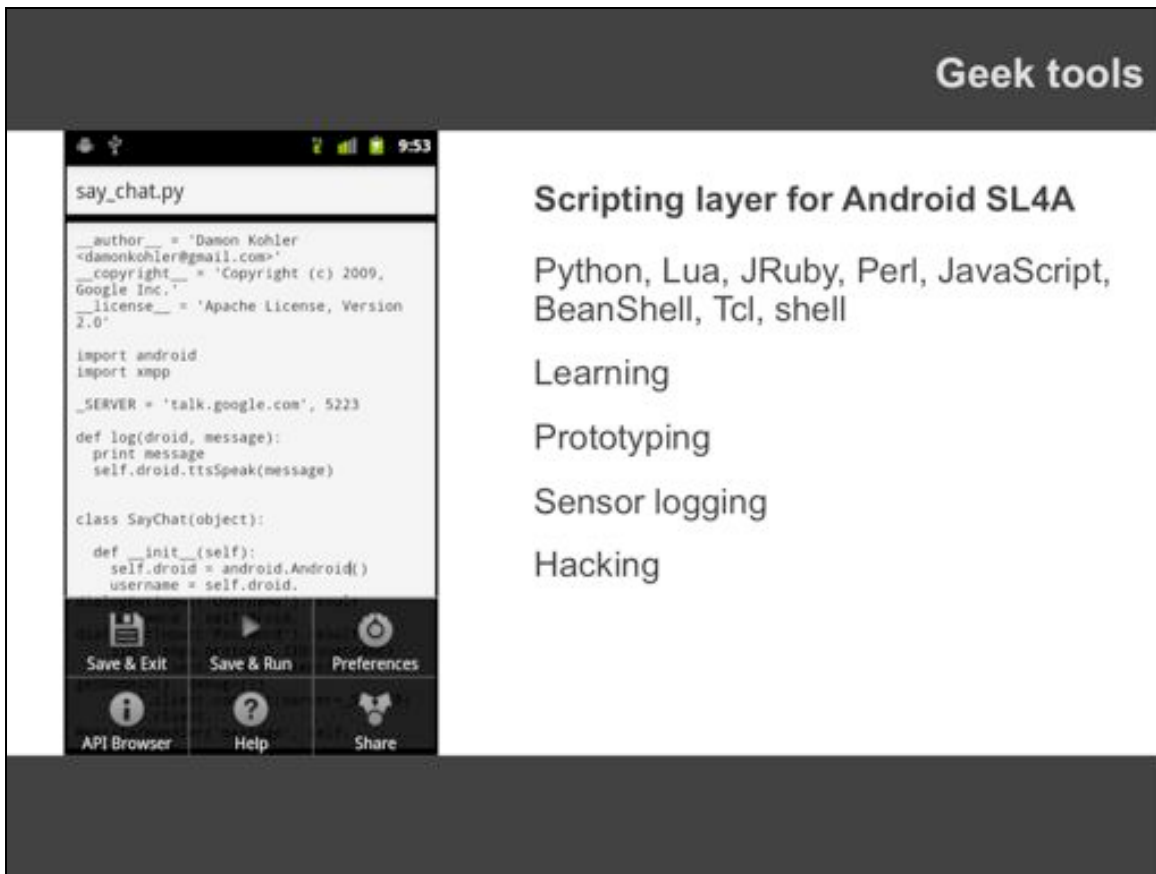 Geek tools
9:53
say_chat.py
__author__ = 'Damon Kohler
<damonkohler@gmail.com>'
__copyright__ = 'Copyright (c) 2009,
Google Inc.'
__license__ = 'Apache License, Version
2.0'
import android
import xmpp
_SERVER = 'talk.google.com', 5223
def log(droid, message):
print message
self.droid.ttsSpeak(message)
class SayChat(object):
def __init__(self):
self.droid = android.Android()
username = self.droid.
Save & Exit
Save & Run
Preferences
API Browser
Help
Share
Scripting layer for Android SL4A
Python, Lua, JRuby, Perl, JavaScript,
BeanShell, Tcl, shell
Learning
Prototyping
Sensor logging
Hacking